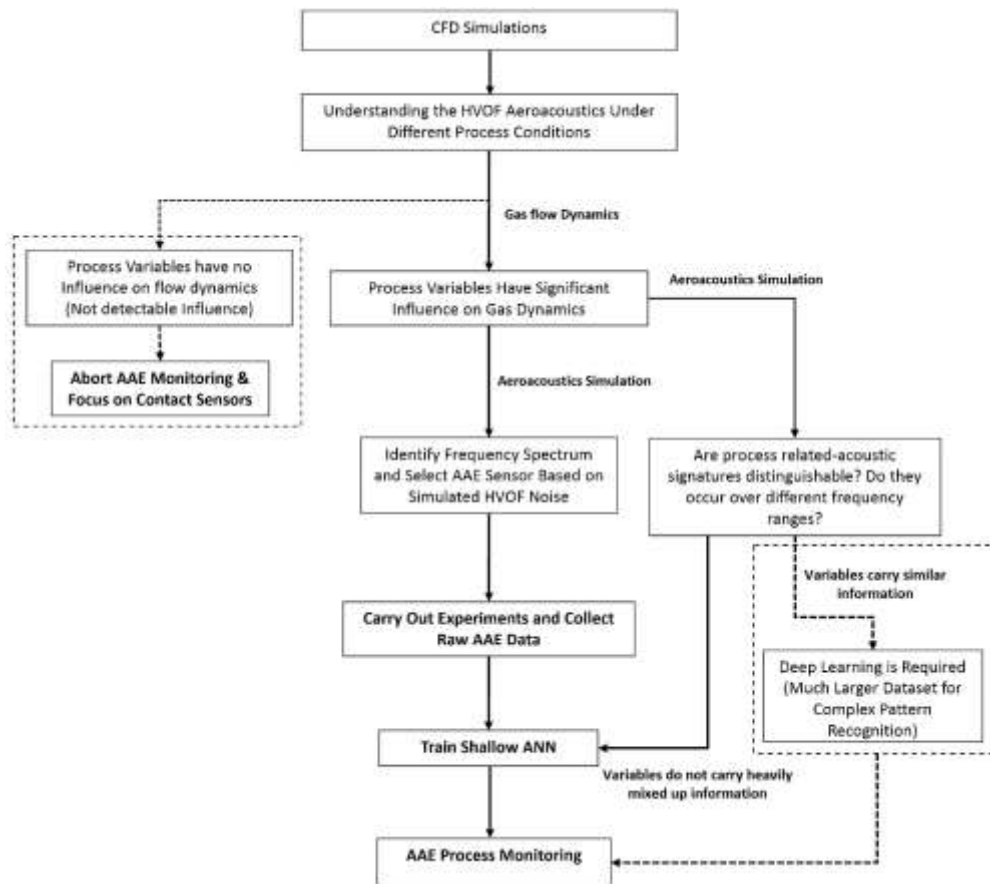 CFD Simulations
Understanding the HVOF Aeroacoustics Under
Different Process Conditions
Gas flow Dynamics
Process Variables have no
Influence on flow dynamics
(Not detectable Influence)
Abort AAE Monitoring &
Focus on Contact Sensors
Process Variables Have Significant
Influence on Gas Dynamics
Aeroacoustics Simulation
Aeroacoustics Simulation
Identify Frequency Spectrum
and Select AAE Sensor Based on
Simulated HVOF Noise
Are process related-acoustic
signatures distinguishable? Do they
occur over different frequency
ranges?
Variables carry similar
information
Carry Out Experiments and Collect
Raw AAE Data
Deep Learning is Required
(Much Larger Dataset for
Complex Pattern
Recognition)
Train Shallow ANN
Variables do not carry heavily
mixed up information
AAE Process Monitoring